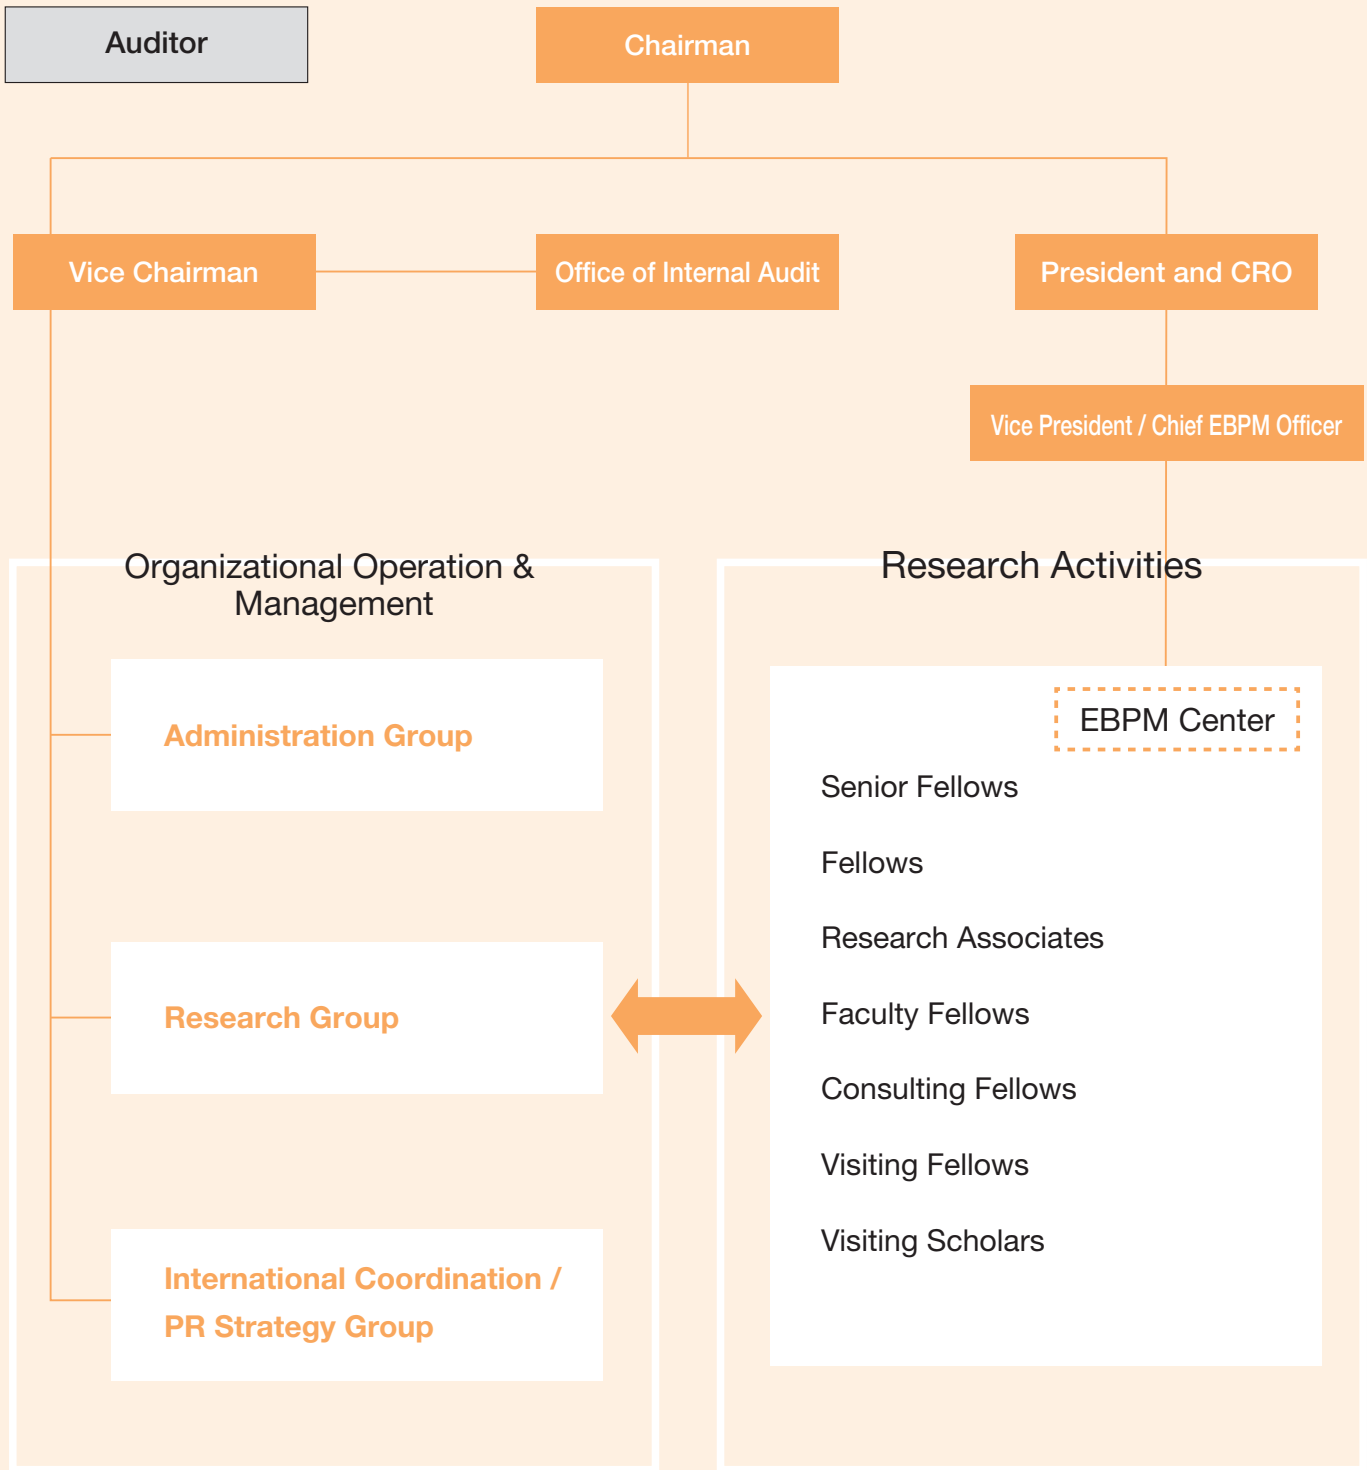 Auditor
Chairman
Vice Chairman
Office of Internal Audit
President and CRO
Vice President / Chief EBPM Officer
Organizational Operation &
Management
Administration Group
Research Group
International Coordination /
PR Strategy Group
Research Activities
EBPM Center
Senior Fellows
Fellows
Research Associates
Faculty Fellows
Consulting Fellows
Visiting Fellows
Visiting Scholars